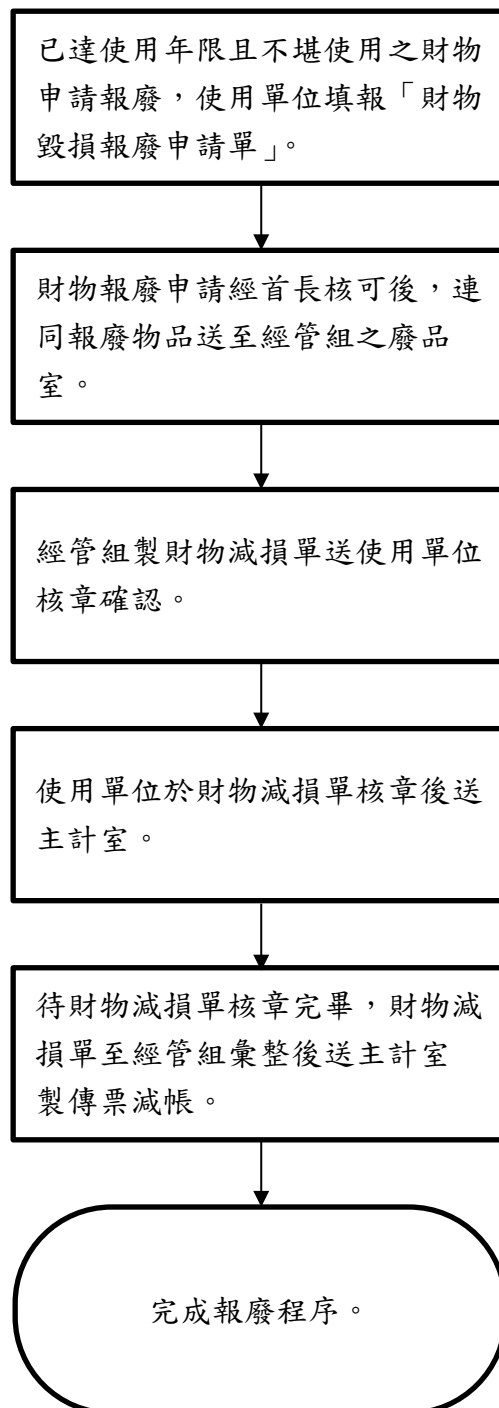 已達使用年限且不堪使用之財物
申請報廢，使用單位填報「財物
毀損報廢申請單」。
財物報廢申請經首長核可後，連
同報廢物品送至經管組之廢品
室。
經管組製財物減損單送使用單位
核章確認。
使用單位於財物減損單核章後送
主計室。
待財物減損單核章完畢，財物減
損單至經管組彙整後送主計室
製傳票減帳。
完成報廢程序。